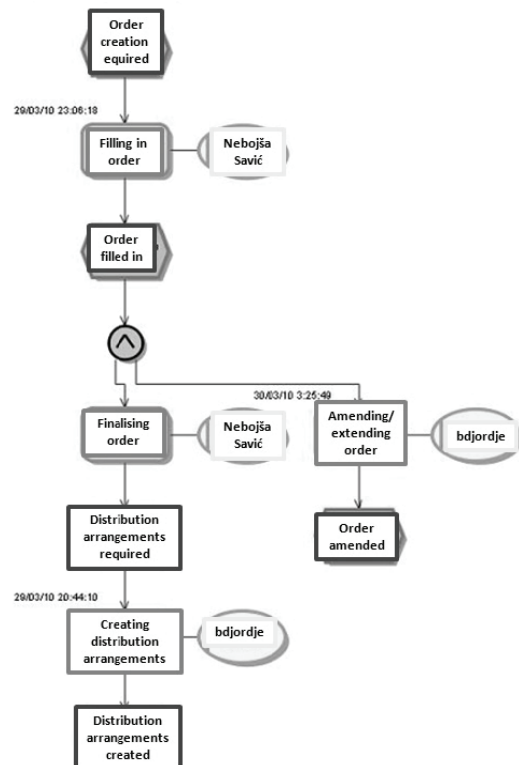 Order
creation
equired
29/03/10 23:06:18
Filling in
order
Nebojša
Savić
Order
filled in
30/03/10 3:25:49
Finalising
order
Nebojša
Savić
Amending/
extending
order
bdjordje
Distribution
arrangements
required
Order
amended
29/03/10 20:44:10
Creating
distribution
arrangements
bdjordje
Distribution
arrangements
created